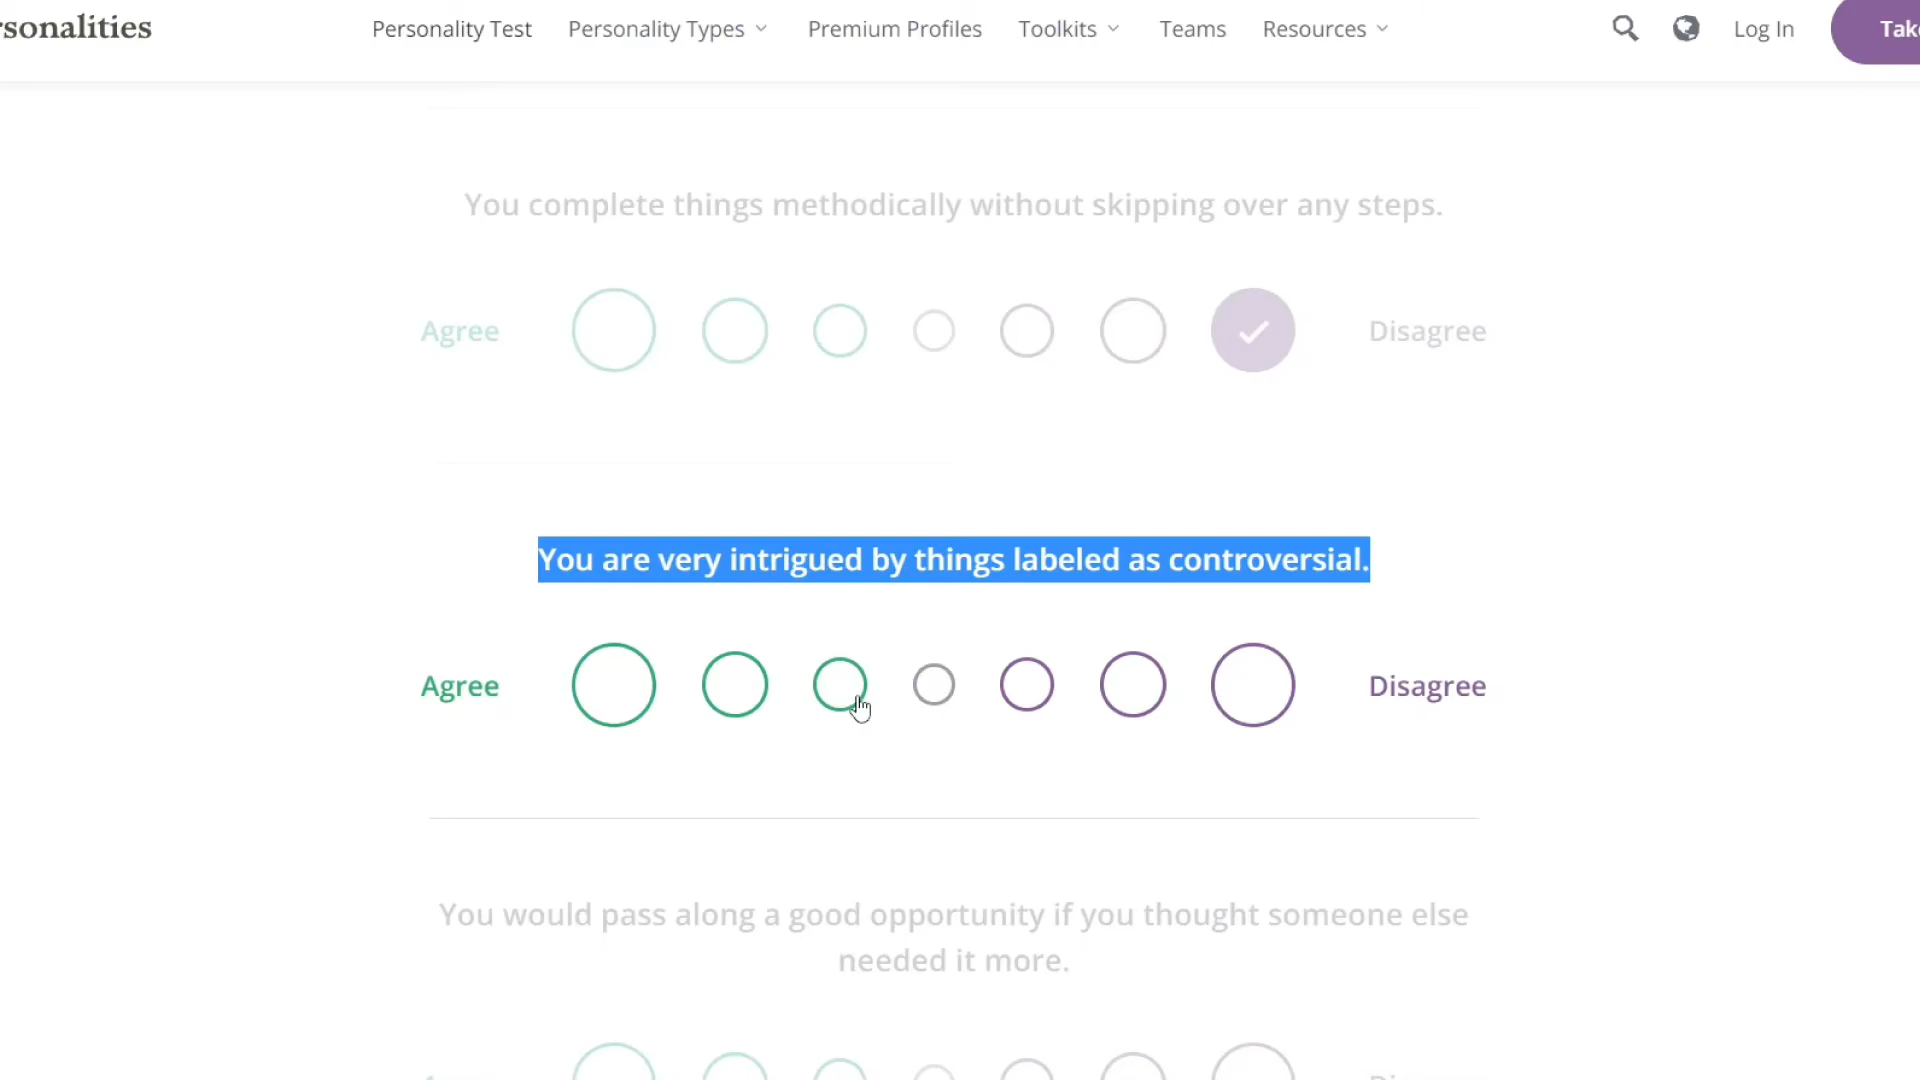 rsonalities
Personality Test Personality Types Premium Profiles Toolkits Teams Resources Log In Take
You complete things methodically without skipping over any steps.
Agree Disagree
You are very intrigued by things labeled as controversial.
Agree Disagree
You would pass along a good opportunity if you thought someone else
needed it more.